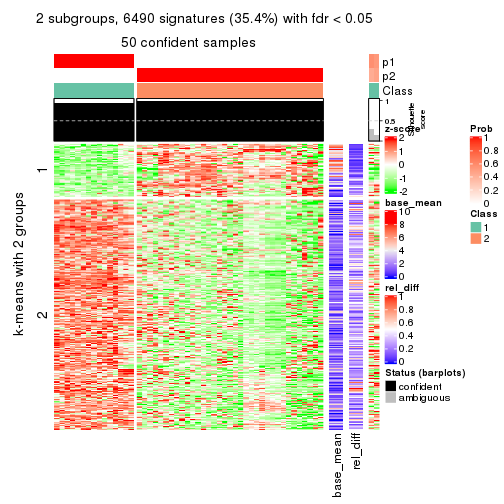 2 subgroups, 6490 signatures (35.4%) with fdr < 0.05
50 confident samples
p1
p2
Class
1
0.5
0
Silhouette
score
k-means with 2 groups
1
2
base_mean
rel_diff
z-score
2
1
0
-1
-2
base_mean
10
8
6
4
2
0
rel_diff
1
0.8
0.6
0.4
0.2
0
Status (barplots)
confident
ambiguous
Prob
1
0.8
0.6
0.4
0.2
0
Class
1
2